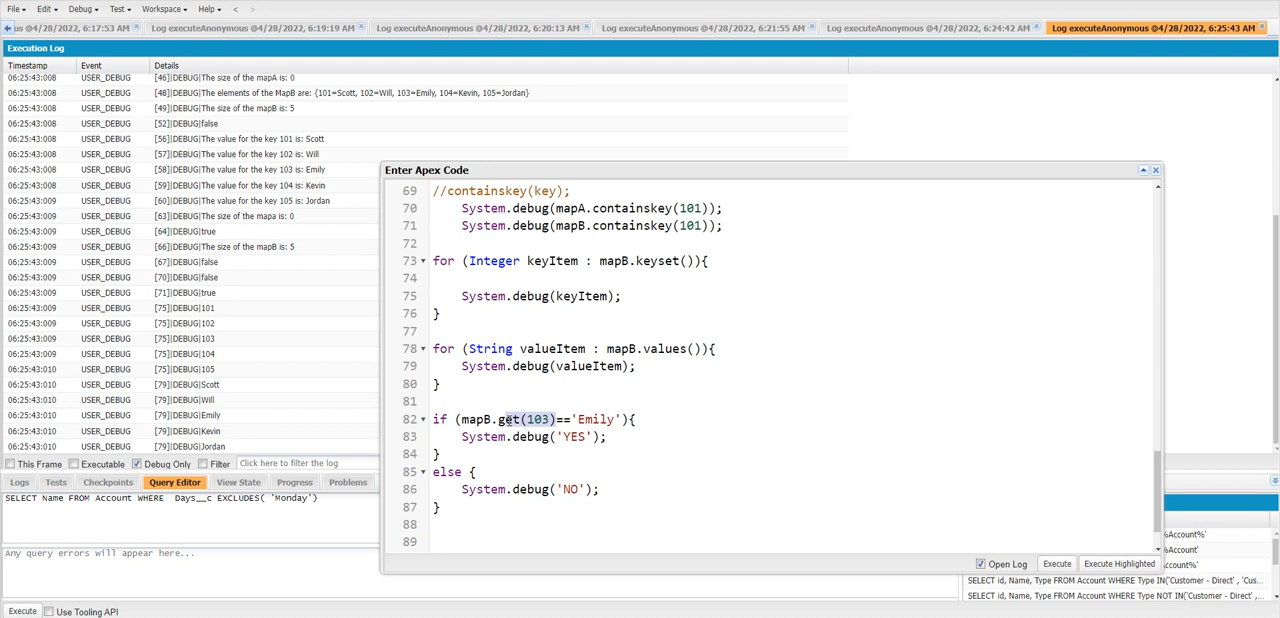 File Edit Debug Test Workspace Help < >
us @4/28/2022, 6:17:53 AM Log executeAnonymous @4/28/2022, 6:19:19 AM Log executeAnonymous @4/28/2022, 6:20:13 AM Log executeAnonymous @4/28/2022, 6:21:55 AM Log executeAnonymous @4/28/2022, 6:24:42 AM Log executeAnonymous @4/28/2022, 6:25:43 AM
Execution Log
Timestamp Event Details
06:25:43:008 USER_DEBUG [46]|DEBUG|The size of the mapA is: 0
06:25:43:008 USER_DEBUG [48]|DEBUG|The elements of the MapB are: {101=Scott, 102=Will, 103=Emily, 104=Kevin, 105=Jordan}
06:25:43:008 USER_DEBUG [49]|DEBUG|The size of the mapB is: 5
06:25:43:008 USER_DEBUG [52]|DEBUG|false
06:25:43:008 USER_DEBUG [56]|DEBUG|The value for the key 101 is: Scott
06:25:43:008 USER_DEBUG [57]|DEBUG|The value for the key 102 is: Will
06:25:43:008 USER_DEBUG [58]|DEBUG|The value for the key 103 is: Emily
06:25:43:008 USER_DEBUG [59]|DEBUG|The value for the key 104 is: Kevin
06:25:43:009 USER_DEBUG [60]|DEBUG|The value for the key 105 is: Jordan
06:25:43:009 USER_DEBUG [63]|DEBUG|The size of the mapa is: 0
06:25:43:009 USER_DEBUG [64]|DEBUG|true
06:25:43:009 USER_DEBUG [66]|DEBUG|The size of the mapB is: 5
06:25:43:009 USER_DEBUG [67]|DEBUG|false
06:25:43:009 USER_DEBUG [70]|DEBUG|false
06:25:43:009 USER_DEBUG [71]|DEBUG|true
06:25:43:009 USER_DEBUG [75]|DEBUG|101
06:25:43:009 USER_DEBUG [75]|DEBUG|102
06:25:43:009 USER_DEBUG [75]|DEBUG|103
06:25:43:009 USER_DEBUG [75]|DEBUG|104
06:25:43:010 USER_DEBUG [75]|DEBUG|105
06:25:43:010 USER_DEBUG [79]|DEBUG|Scott
06:25:43:010 USER_DEBUG [79]|DEBUG|Will
06:25:43:010 USER_DEBUG [79]|DEBUG|Emily
06:25:43:010 USER_DEBUG [79]|DEBUG|Kevin
06:25:43:010 USER_DEBUG [79]|DEBUG|Jordan
This Frame Executable Debug Only Filter Click here to filter the log
Logs Tests Checkpoints Query Editor View State Progress Problems
SELECT Name FROM Account WHERE Days__c EXCLUDES( 'Monday')
Any query errors will appear here...
Execute Use Tooling API
Enter Apex Code
69 //containskey(key);
70 System.debug(mapA.containskey(101));
71 System.debug(mapB.containskey(101));
72
73 for (Integer keyItem : mapB.keyset()){
74
75 System.debug(keyItem);
76 }
77
78 for (String valueItem : mapB.values()){
79 System.debug(valueItem);
80 }
81
82 if (mapB.get(103)=='Emily'){
83 System.debug('YES');
84 }
85 else {
86 System.debug('NO');
87 }
88
89
Open Log Execute Execute Highlighted
%Account%'
%Account'
ccount%'
SELECT id, Name, Type FROM Account WHERE Type IN('Customer - Direct' , 'Cus
SELECT id, Name, Type FROM Account WHERE Type NOT IN('Customer - Direct' ,